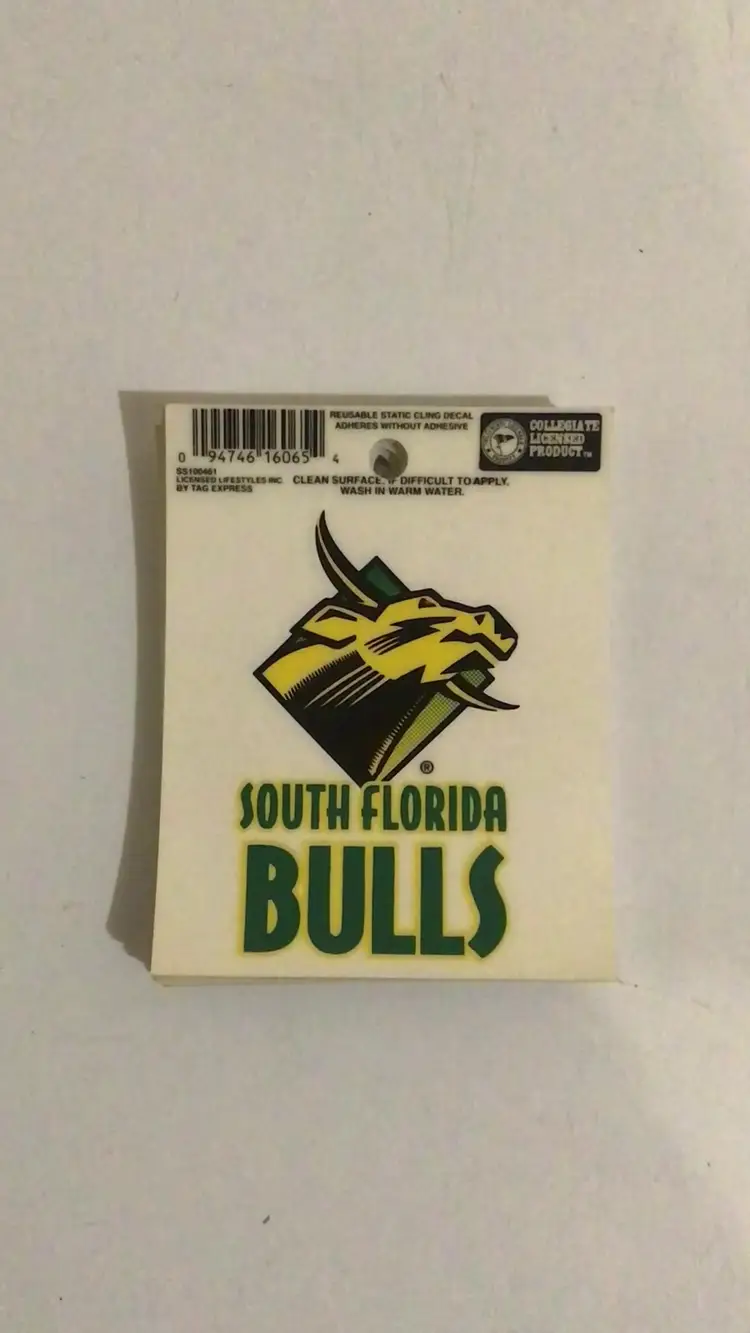 REUSABLE STATIC CLING DECAL
ADHERES WITHOUT ADHESIVE
COLLEGIATE
LICENSED
PRODUCT™
0 94746 16065 4
SS100461
LICENSED LIFESTYLES INC.
BY TAG EXPRESS
CLEAN SURFACE. IF DIFFICULT TO APPLY,
WASH IN WARM WATER.
®
SOUTH FLORIDA
BULLS